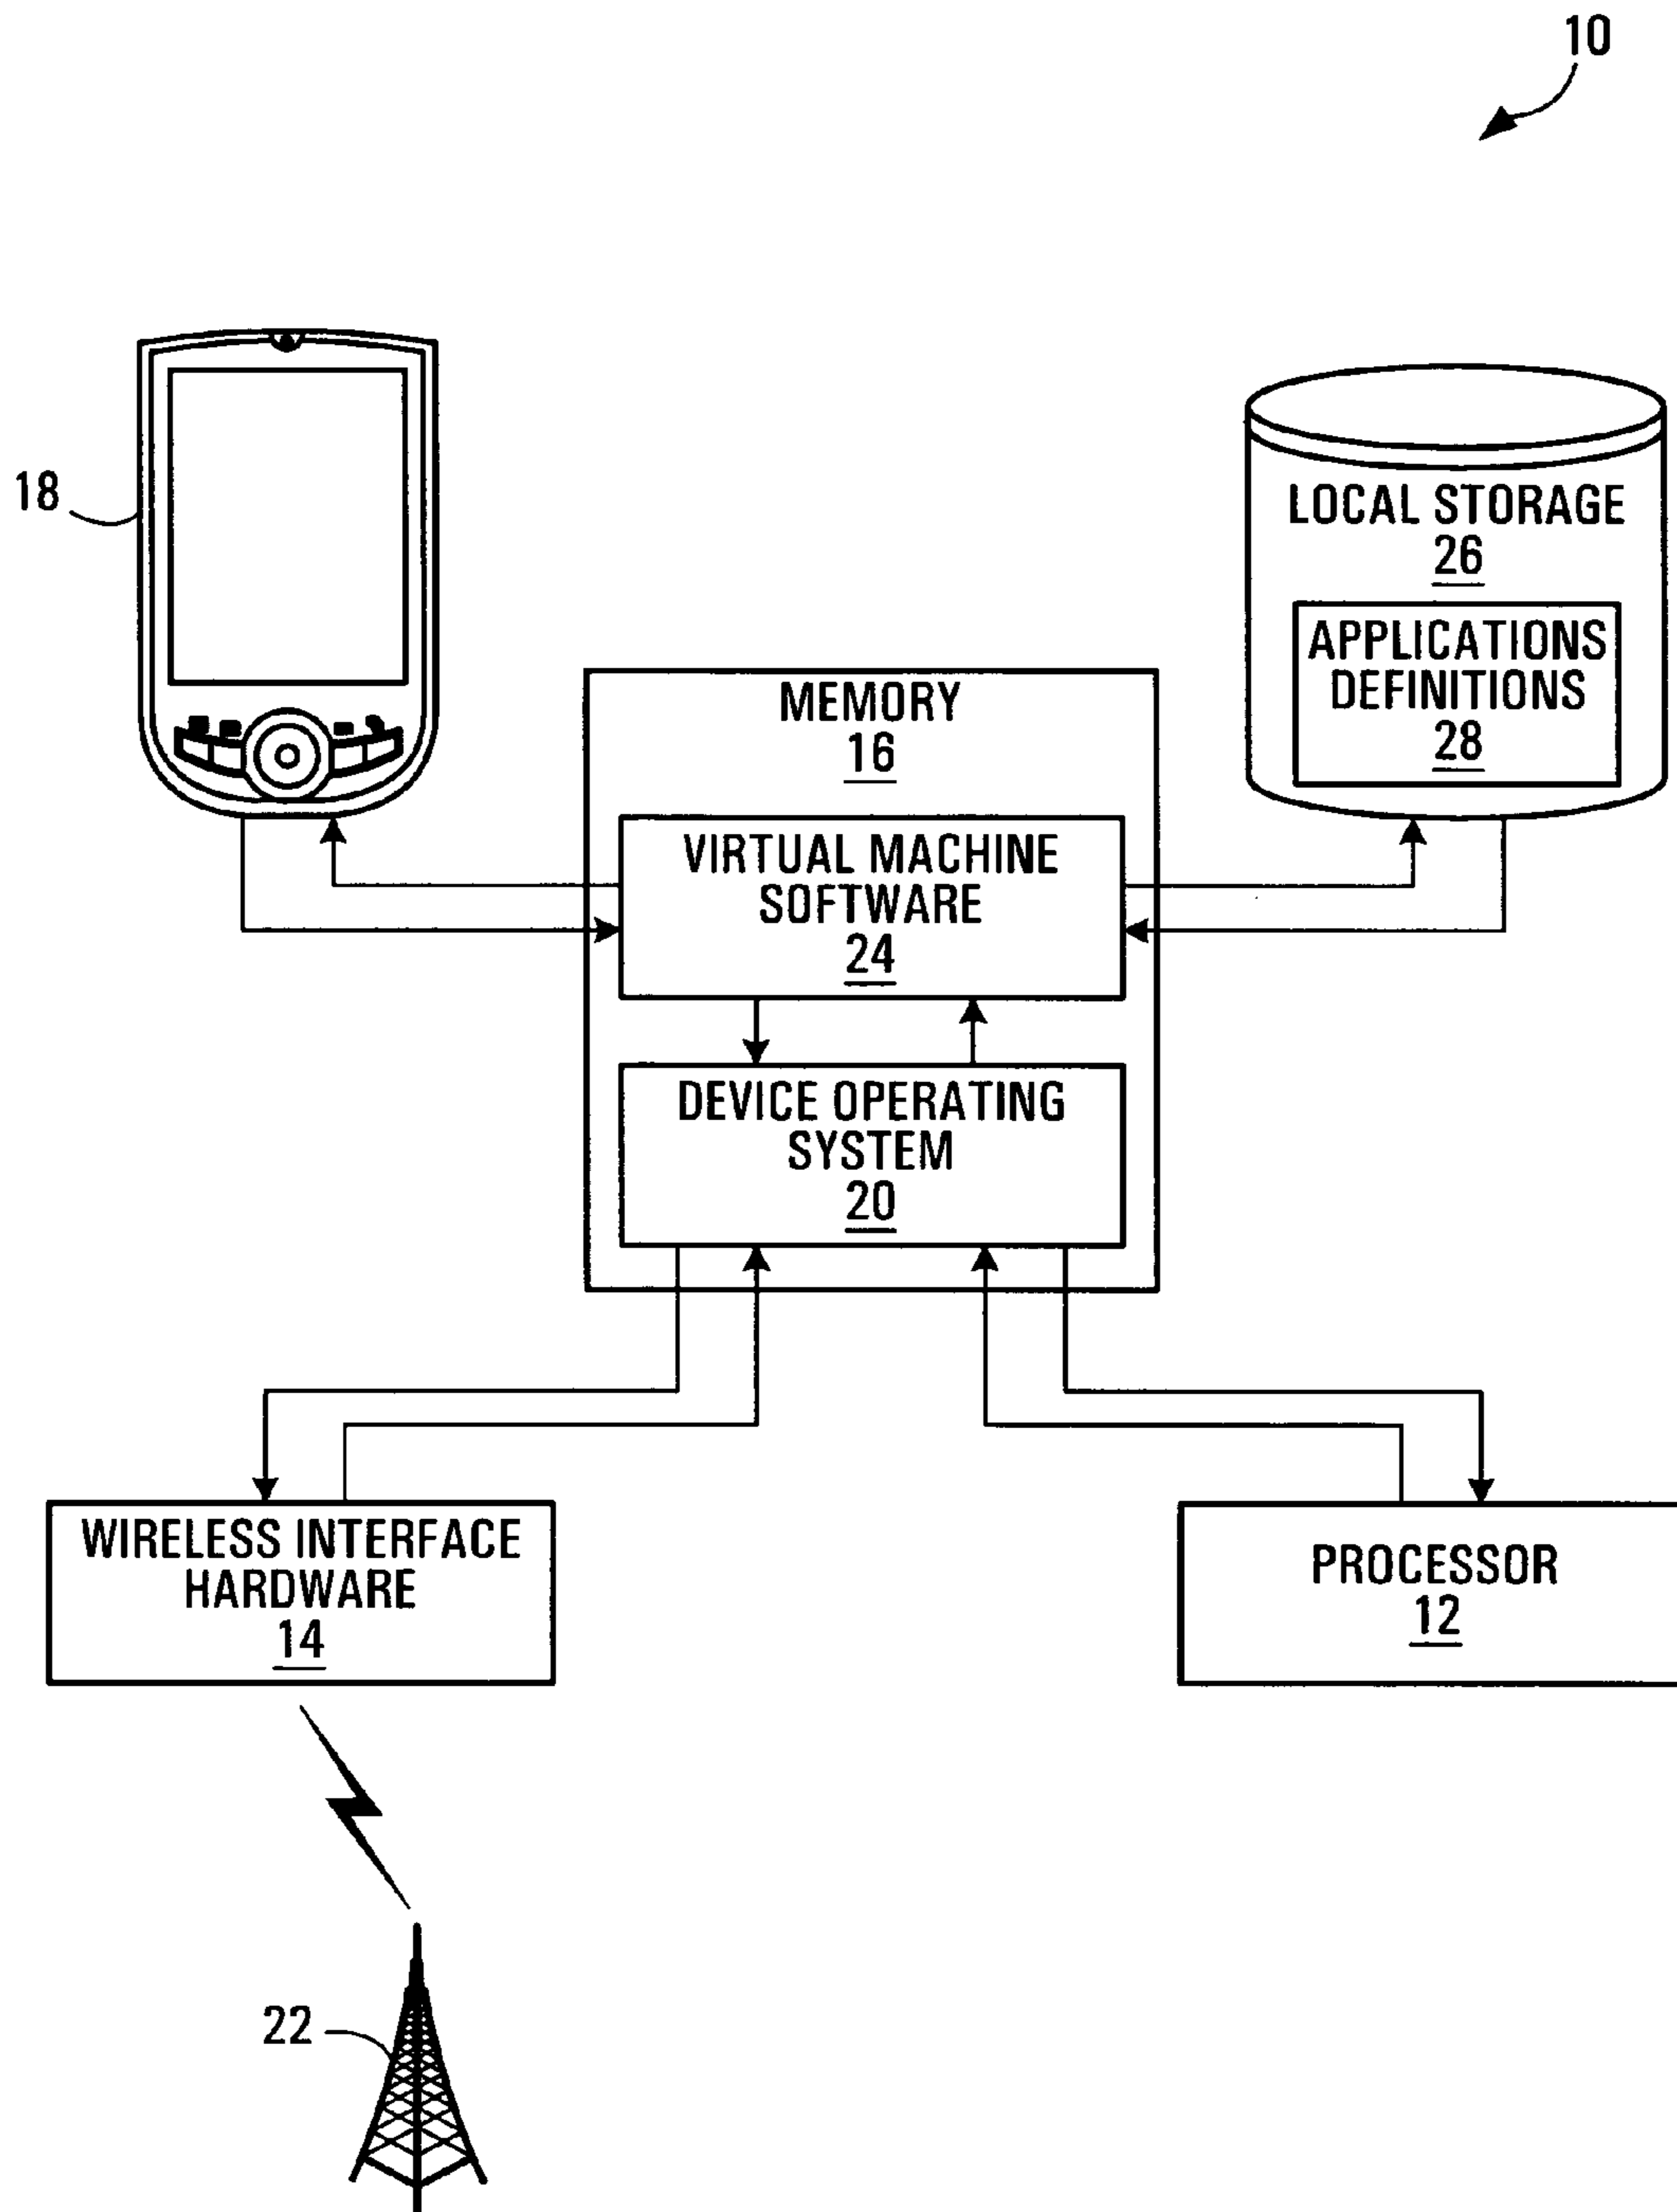 10
18
LOCAL STORAGE
26
APPLICATIONS
DEFINITIONS
28
MEMORY
16
VIRTUAL MACHINE
SOFTWARE
24
DEVICE OPERATING
SYSTEM
20
WIRELESS INTERFACE
HARDWARE
14
PROCESSOR
12
22